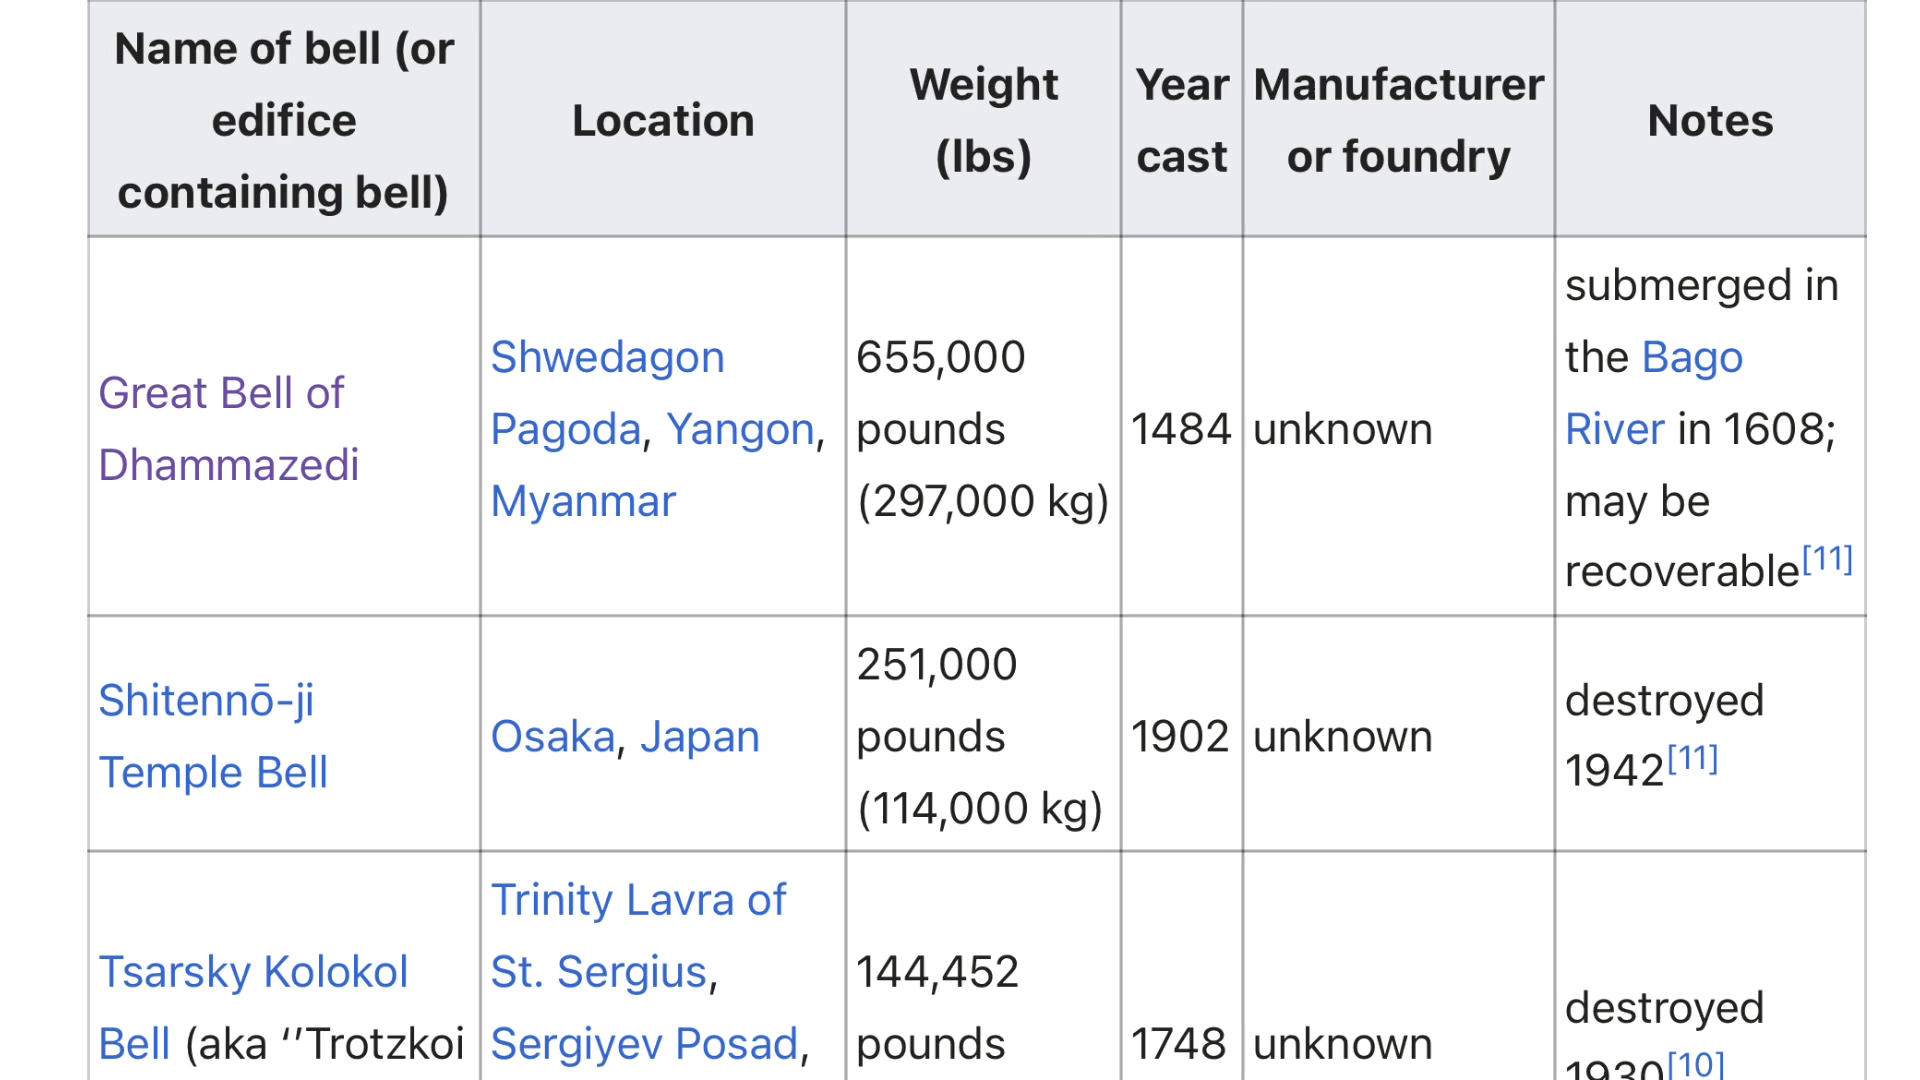 Name of bell (or
edifice
containing bell)
Location
Weight
(lbs)
Year
cast
Manufacturer
or foundry
Notes
Great Bell of
Dhammazedi
Shwedagon
Pagoda, Yangon,
Myanmar
655,000
pounds
(297,000 kg)
1484
unknown
submerged in
the Bago
River in 1608;
may be
recoverable[11]
Shitennō-ji
Temple Bell
Osaka, Japan
251,000
pounds
(114,000 kg)
1902
unknown
destroyed
1942[11]
Tsarsky Kolokol
Bell (aka ‘'Trotzkoi
Trinity Lavra of
St. Sergius,
Sergiyev Posad,
144,452
pounds
1748
unknown
destroyed
1930[10]